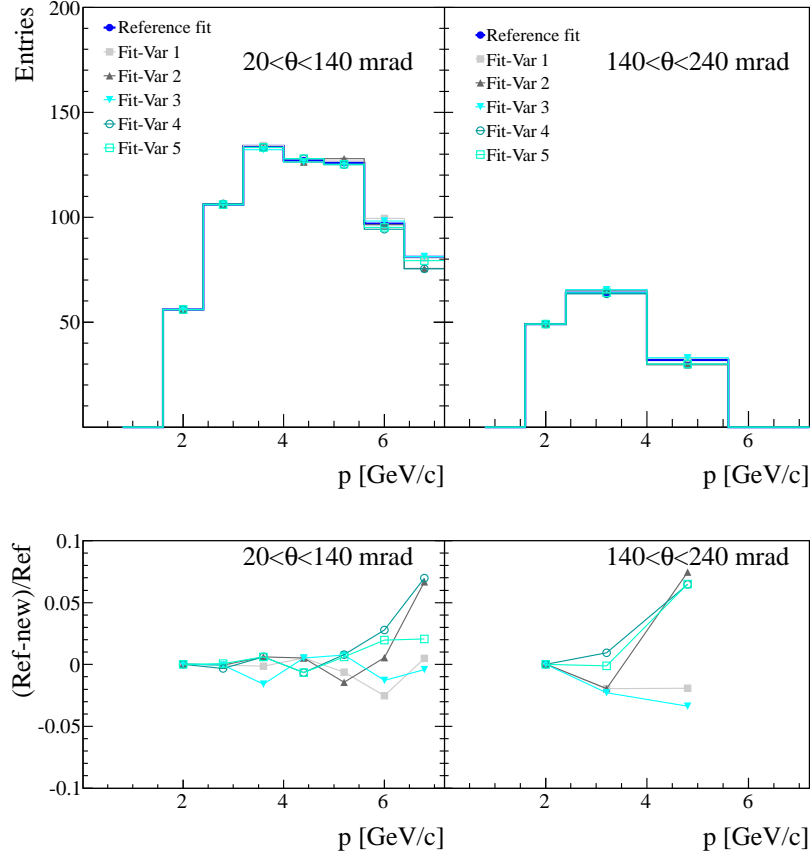 Entries
200
150
100
50
Reference fit
Fit-Var 1
Fit-Var 2
Fit-Var 3
Fit-Var 4
Fit-Var 5
20<θ<140 mrad
2
4
6
p [GeV/c]
Reference fit
Fit-Var 1
Fit-Var 2
Fit-Var 3
Fit-Var 4
Fit-Var 5
140<θ<240 mrad
2
4
6
p [GeV/c]
(Ref-new)/Ref
0.1
0.05
0
-0.05
-0.1
20<θ<140 mrad
2
4
6
p [GeV/c]
140<θ<240 mrad
2
4
6
p [GeV/c]